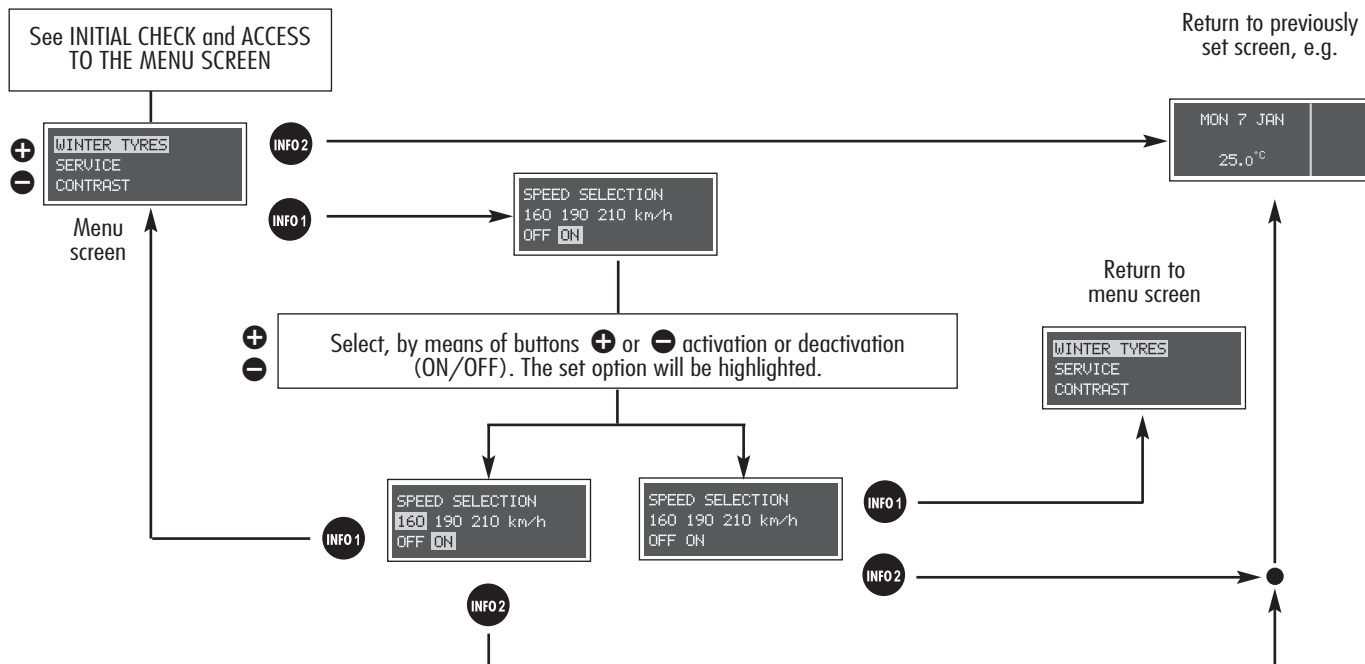 See INITIAL CHECK and ACCESS
TO THE MENU SCREEN
Return to previously
set screen, e.g.
WINTER TYRES
SERVICE
CONTRAST
INFO 2
MON 7 JAN
25.0°C
Menu
screen
INFO 1
SPEED SELECTION
160 190 210 km/h
OFF ON
Return to
menu screen
Select, by means of buttons + or - activation or deactivation
(ON/OFF). The set option will be highlighted.
WINTER TYRES
SERVICE
CONTRAST
INFO 1
SPEED SELECTION
160 190 210 km/h
OFF ON
SPEED SELECTION
160 190 210 km/h
OFF ON
INFO 1
INFO 2
INFO 2